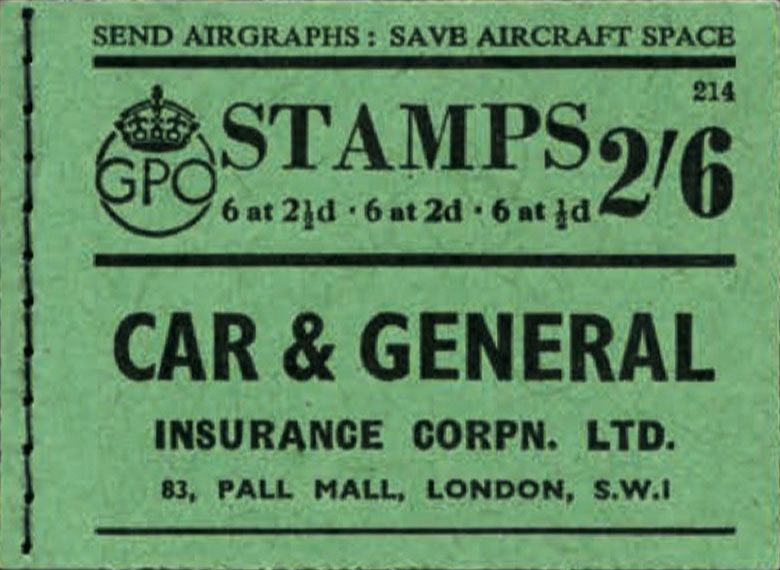 SEND AIRGRAPHS : SAVE AIRCRAFT SPACE
214
GPO STAMPS 2/6
6 at 2½d · 6 at 2d · 6 at ½d
CAR & GENERAL
INSURANCE CORPN. LTD.
83, PALL MALL, LONDON, S.W.1